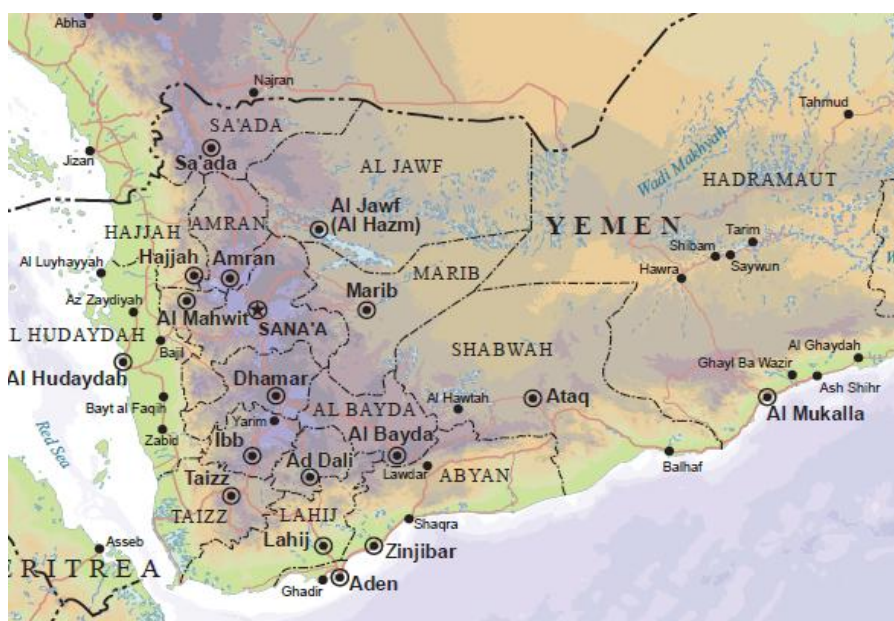 Abha
Najran
Tahmud
SA'ADA
Jizan
Sa'ada
AL JAWF
Wadi Makhyah
HADRAMAUT
AMRAN
Al Jawf
(Al Hazm)
YEMEN
HAJJAH
Tarim
Shibam
Saywun
Al Luhayyah
Hajjah
Amran
MARIB
Hawra
Az Zaydiyah
Marib
Al Mahwit
SANA'A
L HUDAYDAH
Bajil
SHABWAH
Al Ghaydah
Ghayl Ba Wazir
Al Hudaydah
Ash Shihr
Dhamar
Al Hawtah
Ataq
Bayt al Faqih
AL BAYDA
Al Mukalla
Yarim
Red Sea
Zabid
Ibb
Al Bayda
Ad Dali
Lawdar
ABYAN
Balhaf
Taizz
TAIZZ
LAHIJ
Shaqra
Asseb
Lahij
Zinjibar
ERITREA
Ghadir
Aden